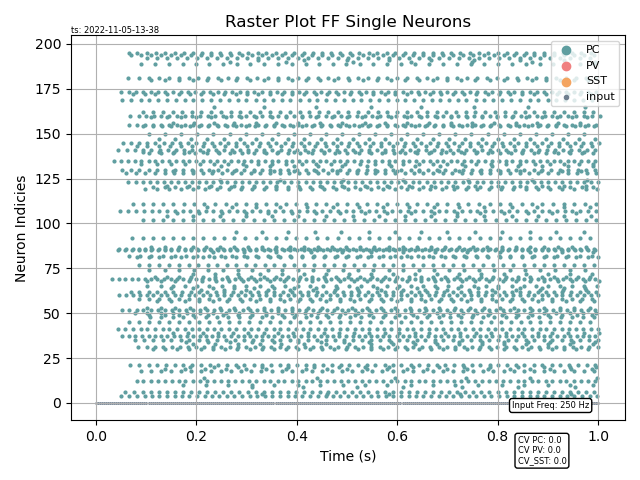 Raster Plot FF Single Neurons
ts: 2022-11-05-13-38
200
175
150
125
100
75
50
25
0
Neuron Indicies
PC
PV
SST
input
Input Freq: 250 Hz
0.0 0.2 0.4 0.6 0.8 1.0
Time (s)
CV PC: 0.0
CV PV: 0.0
CV_SST: 0.0